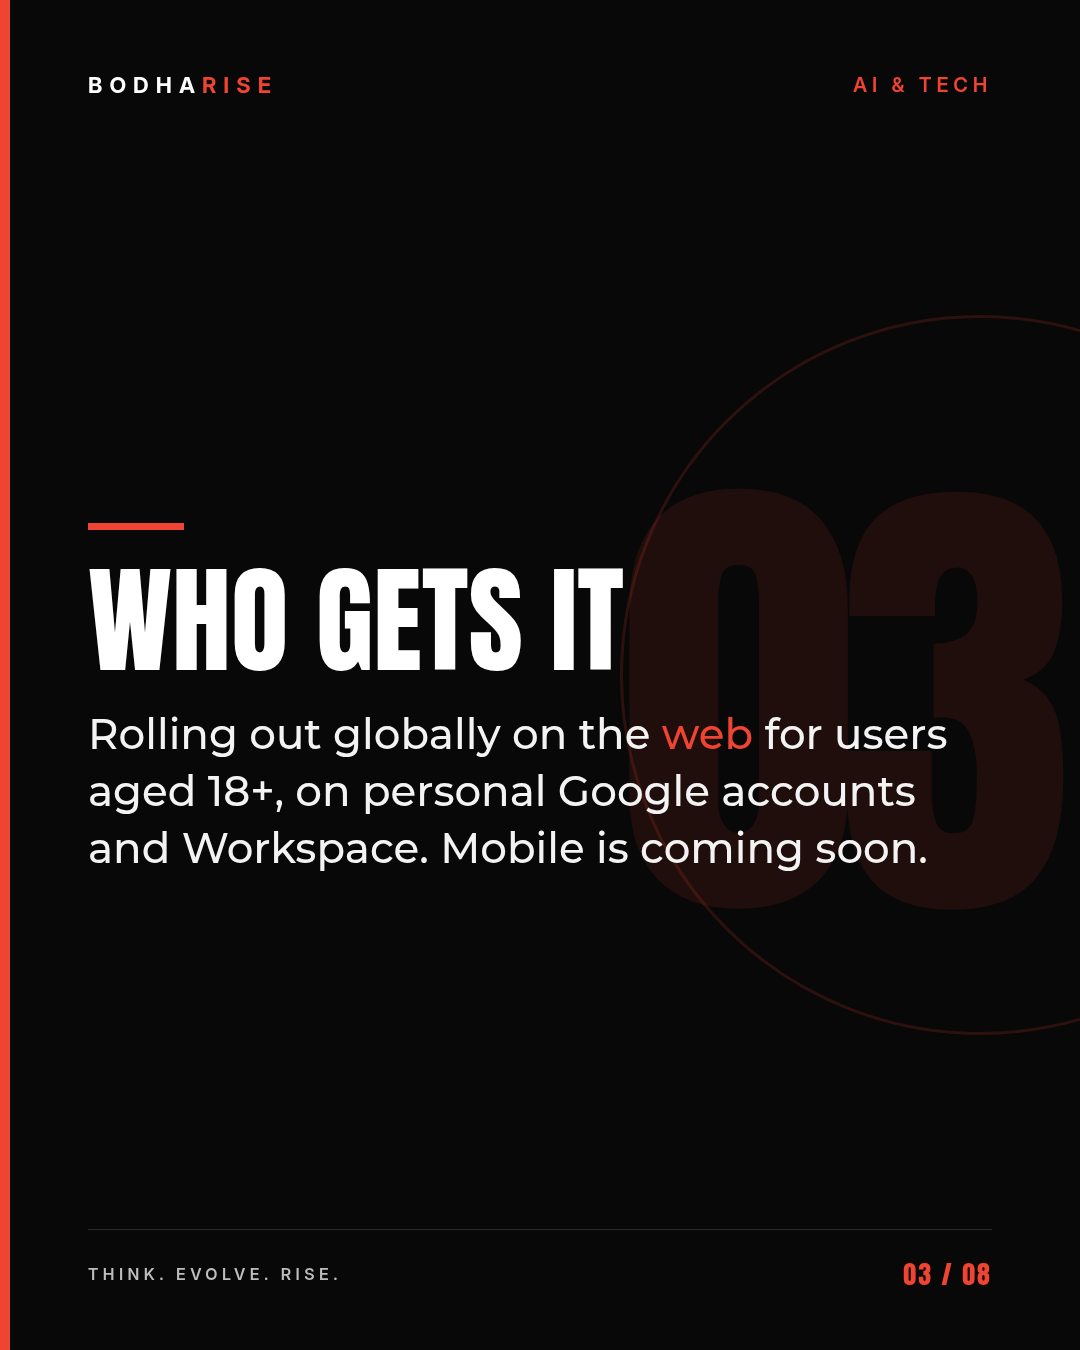 BODHARISE
AI & TECH
03
WHO GETS IT
Rolling out globally on the web for users
aged 18+, on personal Google accounts
and Workspace. Mobile is coming soon.
THINK. EVOLVE. RISE.
03 / 08